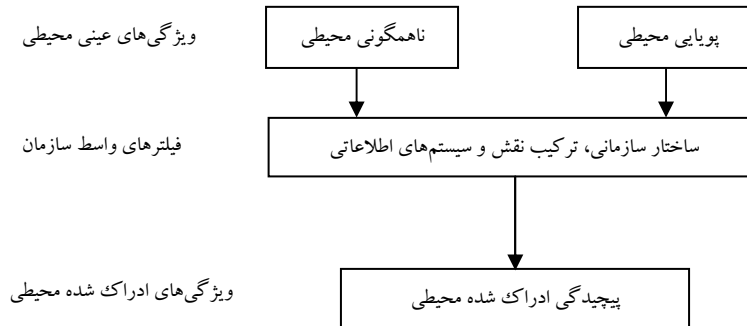 پویایی محیطی
ناهمگونی محیطی
ویژگی‌های عینی محیطی
ساختار سازمانی، ترکیب نقش و سیستم‌های اطلاعاتی
فیلترهای واسط سازمان
پیچیدگی ادراک شده محیطی
ویژگی‌های ادراک شده محیطی